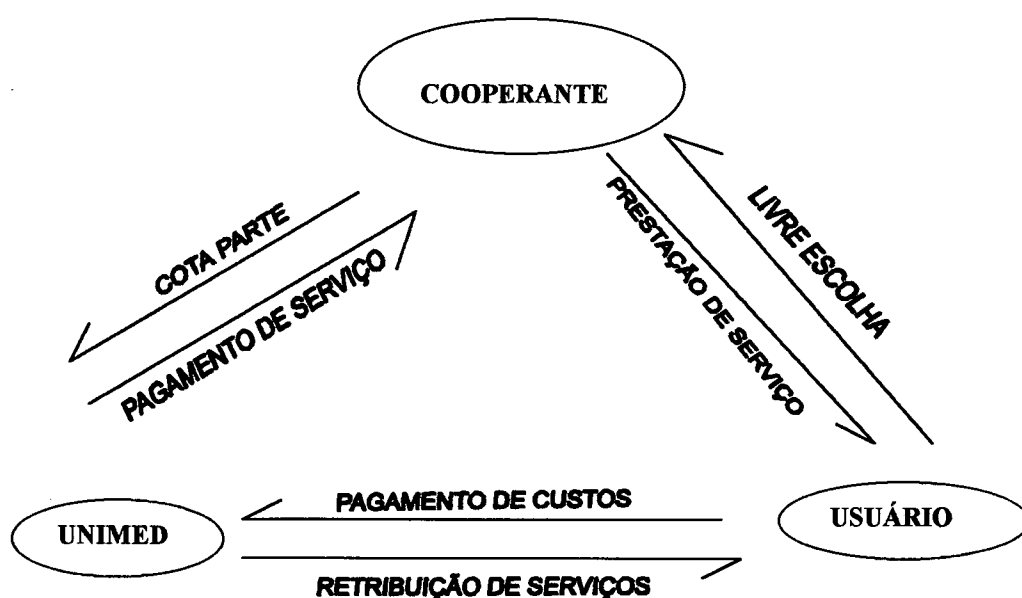 COOPERANTE
COTA PARTE
PAGAMENTO DE SERVIÇO
PRESTAÇÃO DE SERVIÇO
LIVRE ESCOLHA
PAGAMENTO DE CUSTOS
UNIMED
USUÁRIO
RETRIBUIÇÃO DE SERVIÇOS